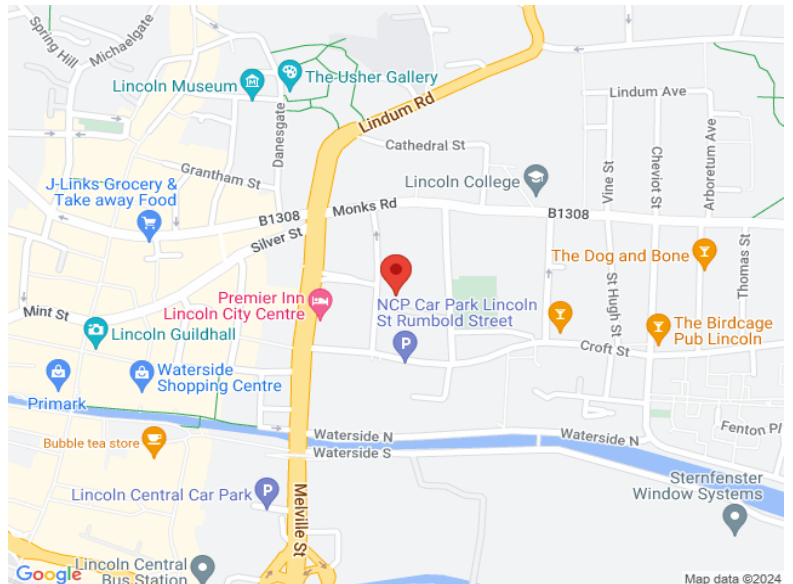 Spring Hill
Michaelgate
Lincoln Museum
The Usher Gallery
Lindum Rd
Lindum Ave
Danesgate
Cathedral St
Grantham St
Lincoln College
Vine St
Cheviot St
Arboretum Ave
J-Links Grocery &
Take away Food
B1308
Monks Rd
B1308
Silver St
The Dog and Bone
Thomas St
Premier Inn
Lincoln City Centre
NCP Car Park Lincoln
St Rumbold Street
St Hugh St
Mint St
Lincoln Guildhall
The Birdcage
Pub Lincoln
Croft St
Waterside
Shopping Centre
Primark
Fenton Pl
Bubble tea store
Waterside N
Waterside N
Waterside S
Sternfenster
Window Systems
Lincoln Central Car Park
P
P
Melville St
Lincoln Central
Bus Station
Google
Map data ©2024